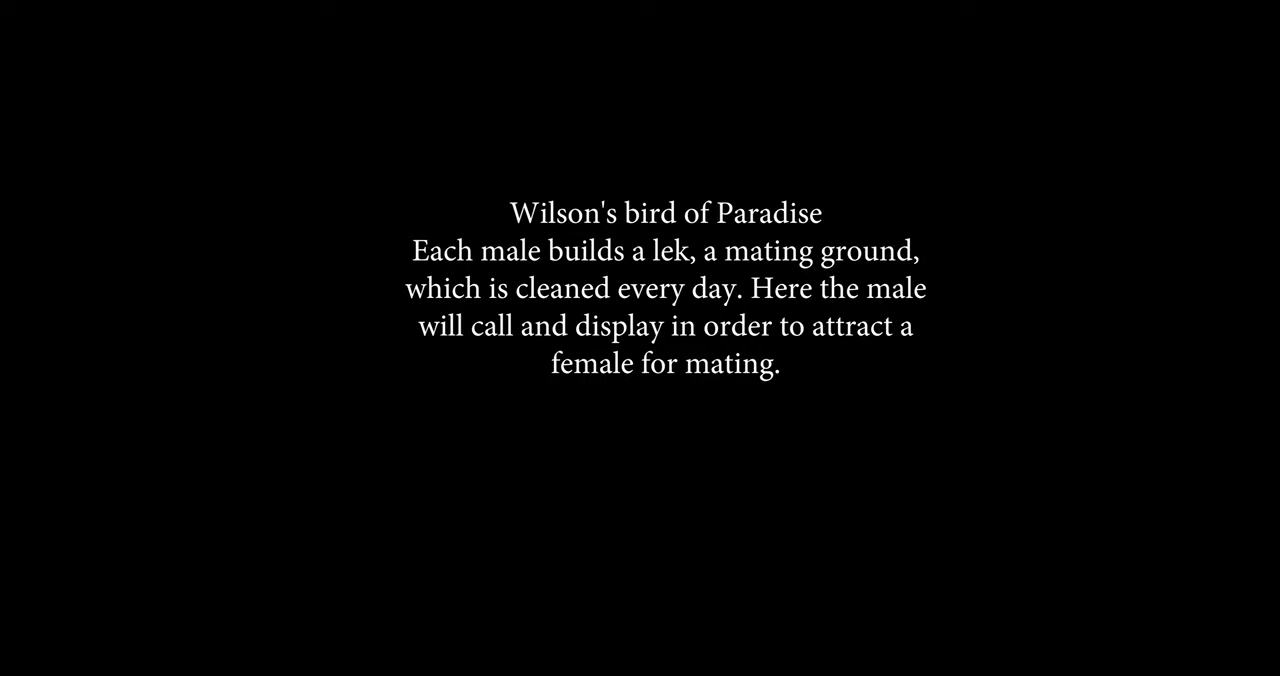 Wilson's bird of Paradise
Each male builds a lek, a mating ground,
which is cleaned every day. Here the male
will call and display in order to attract a
female for mating.